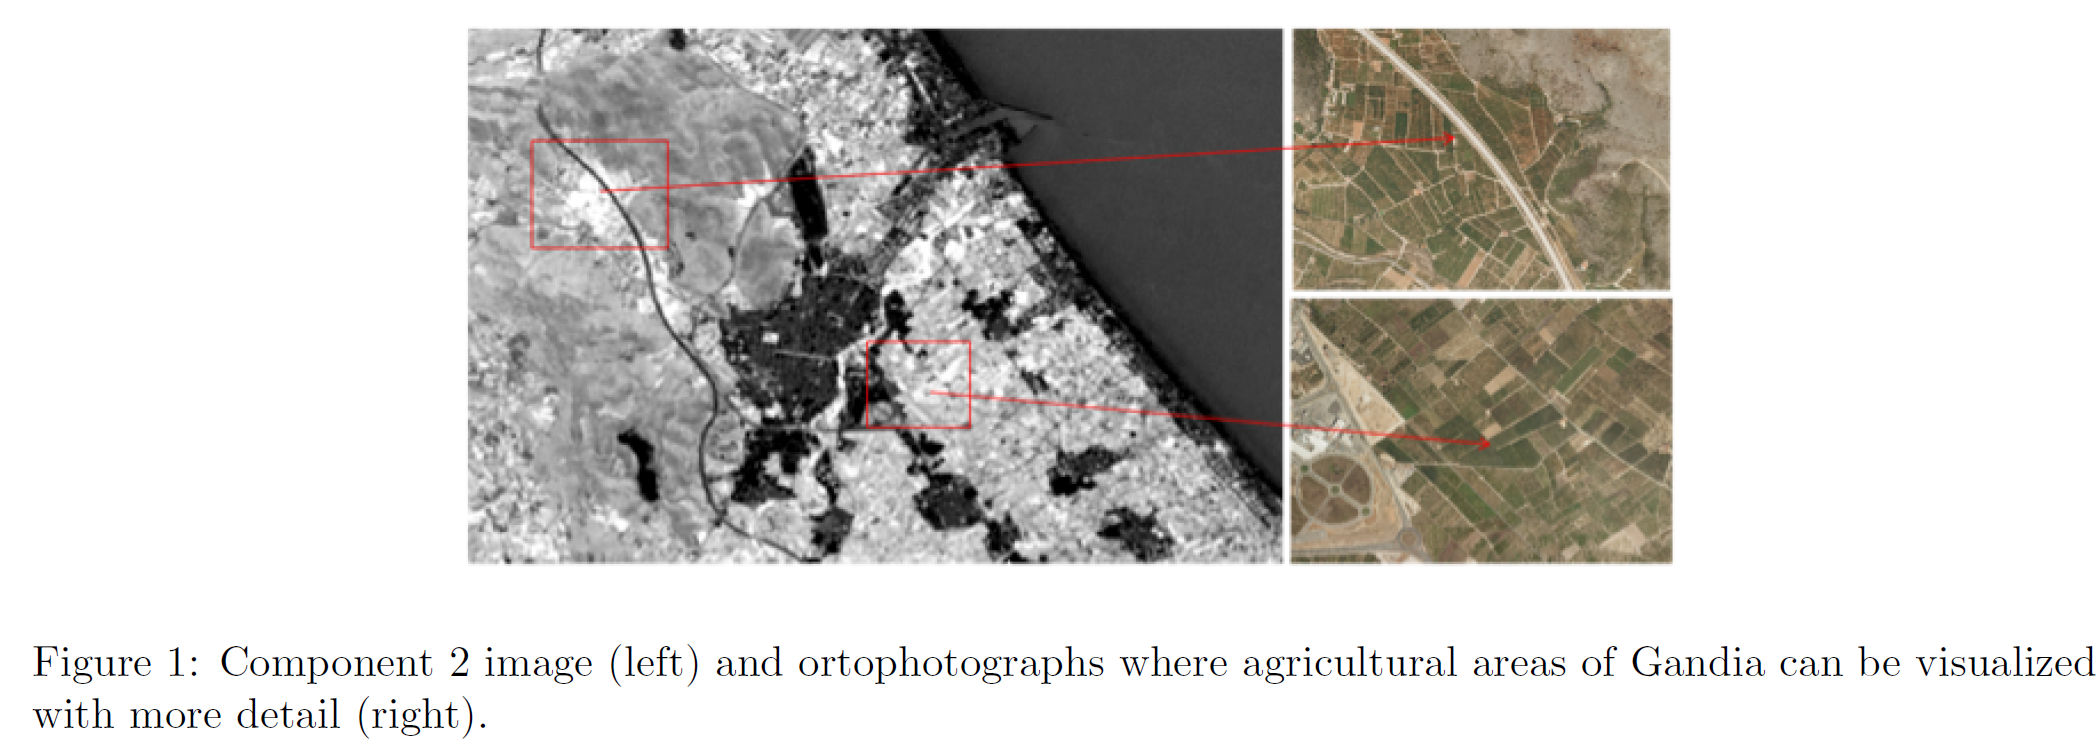 Figure 1: Component 2 image (left) and ortophotographs where agricultural areas of Gandia can be visualized
with more detail (right).